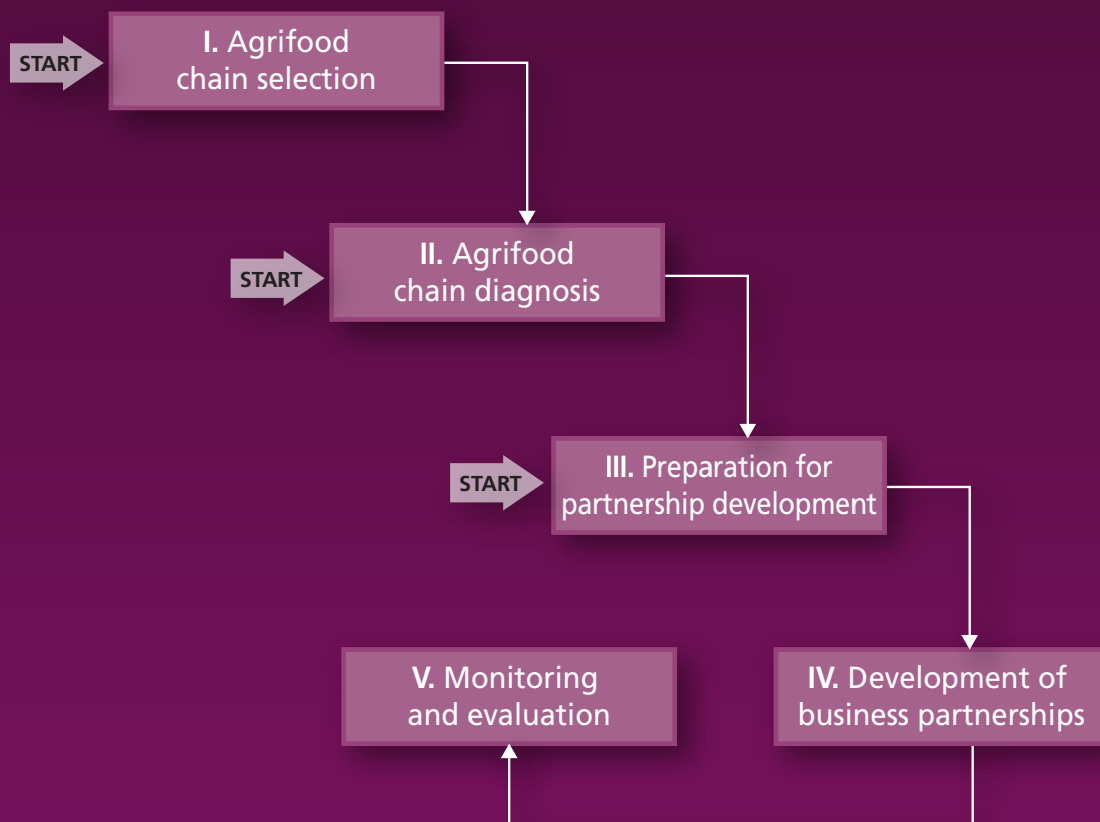 START
I. Agrifood
chain selection
START
II. Agrifood
chain diagnosis
START
III. Preparation for
partnership development
V. Monitoring
and evaluation
IV. Development of
business partnerships